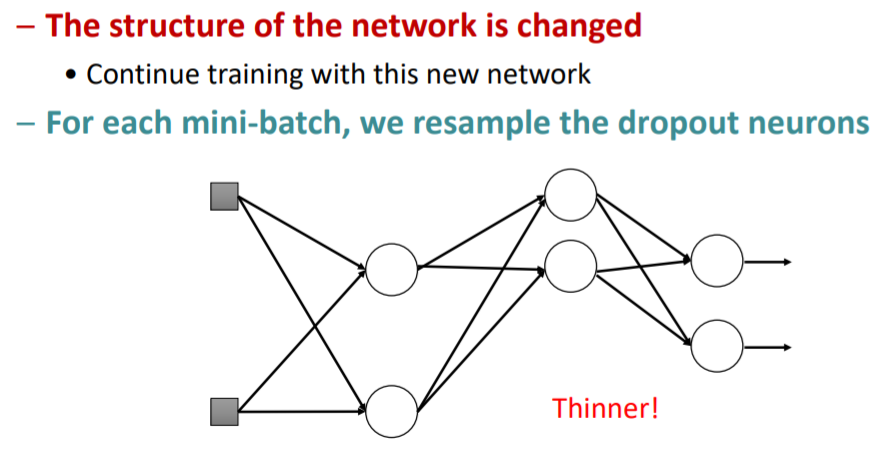 – The structure of the network is changed
• Continue training with this new network
– For each mini-batch, we resample the dropout neurons
Thinner!